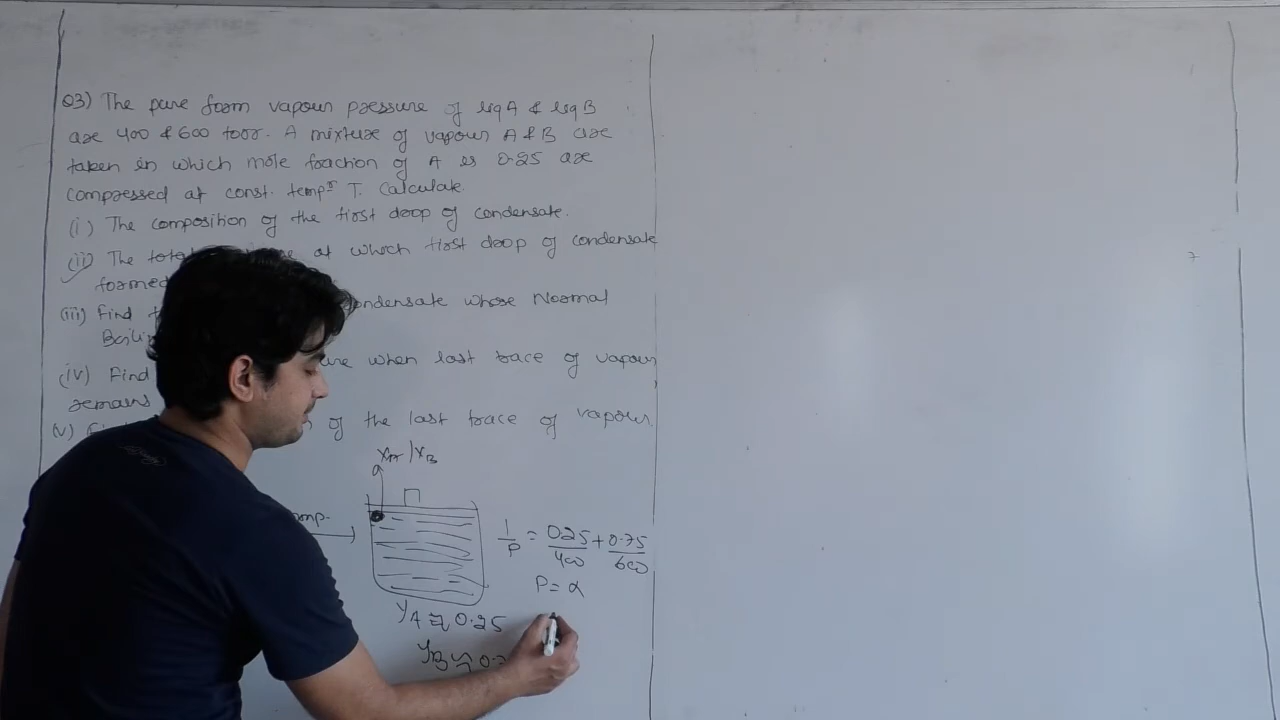 Q3) The pure form vapour pressure of liq A & liq B
are 400 & 600 torr. A mixture of vapour A & B are
taken in which mole fraction of A is 0.25 are
compressed at const. tempr T. Calculate.
(i) The composition of the first drop of condensate.
(ii) The at which first drop of condensate
formed
(iii) Find condensate whose Normal
(iv) Find when last trace of vapour
remains
(v) of the last trace of vapour.
XA / XB
1/P = 0.25/400 + 0.75/600
P = α
YA ≈ 0.25
YB ≈